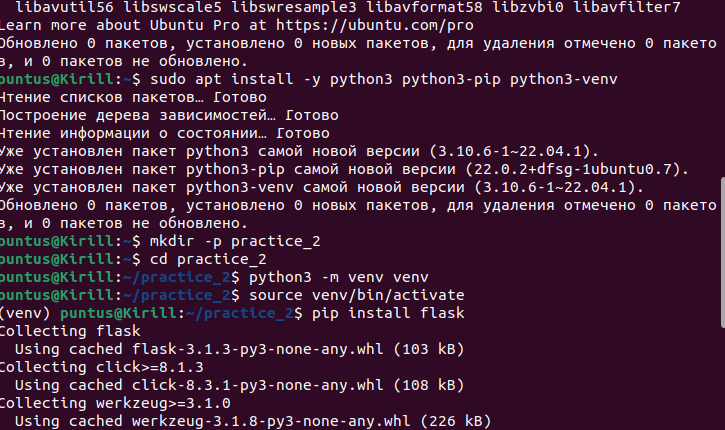 libavutil56 libswscale5 libswresample3 libavformat58 libzvbi0 libavfilter7
Learn more about Ubuntu Pro at https://ubuntu.com/pro
Обновлено 0 пакетов, установлено 0 новых пакетов, для удаления отмечено 0 пакето
в, и 0 пакетов не обновлено.
puntus@Kirill:~$ sudo apt install -y python3 python3-pip python3-venv
Чтение списков пакетов… Готово
Построение дерева зависимостей… Готово
Чтение информации о состоянии… Готово
Уже установлен пакет python3 самой новой версии (3.10.6-1~22.04.1).
Уже установлен пакет python3-pip самой новой версии (22.0.2+dfsg-1ubuntu0.7).
Уже установлен пакет python3-venv самой новой версии (3.10.6-1~22.04.1).
Обновлено 0 пакетов, установлено 0 новых пакетов, для удаления отмечено 0 пакето
в, и 0 пакетов не обновлено.
puntus@Kirill:~$ mkdir -p practice_2
puntus@Kirill:~$ cd practice_2
puntus@Kirill:~/practice_2$ python3 -m venv venv
puntus@Kirill:~/practice_2$ source venv/bin/activate
(venv) puntus@Kirill:~/practice_2$ pip install flask
Collecting flask
Using cached flask-3.1.3-py3-none-any.whl (103 kB)
Collecting click>=8.1.3
Using cached click-8.3.1-py3-none-any.whl (108 kB)
Collecting werkzeug>=3.1.0
Using cached werkzeug-3.1.8-py3-none-any.whl (226 kB)